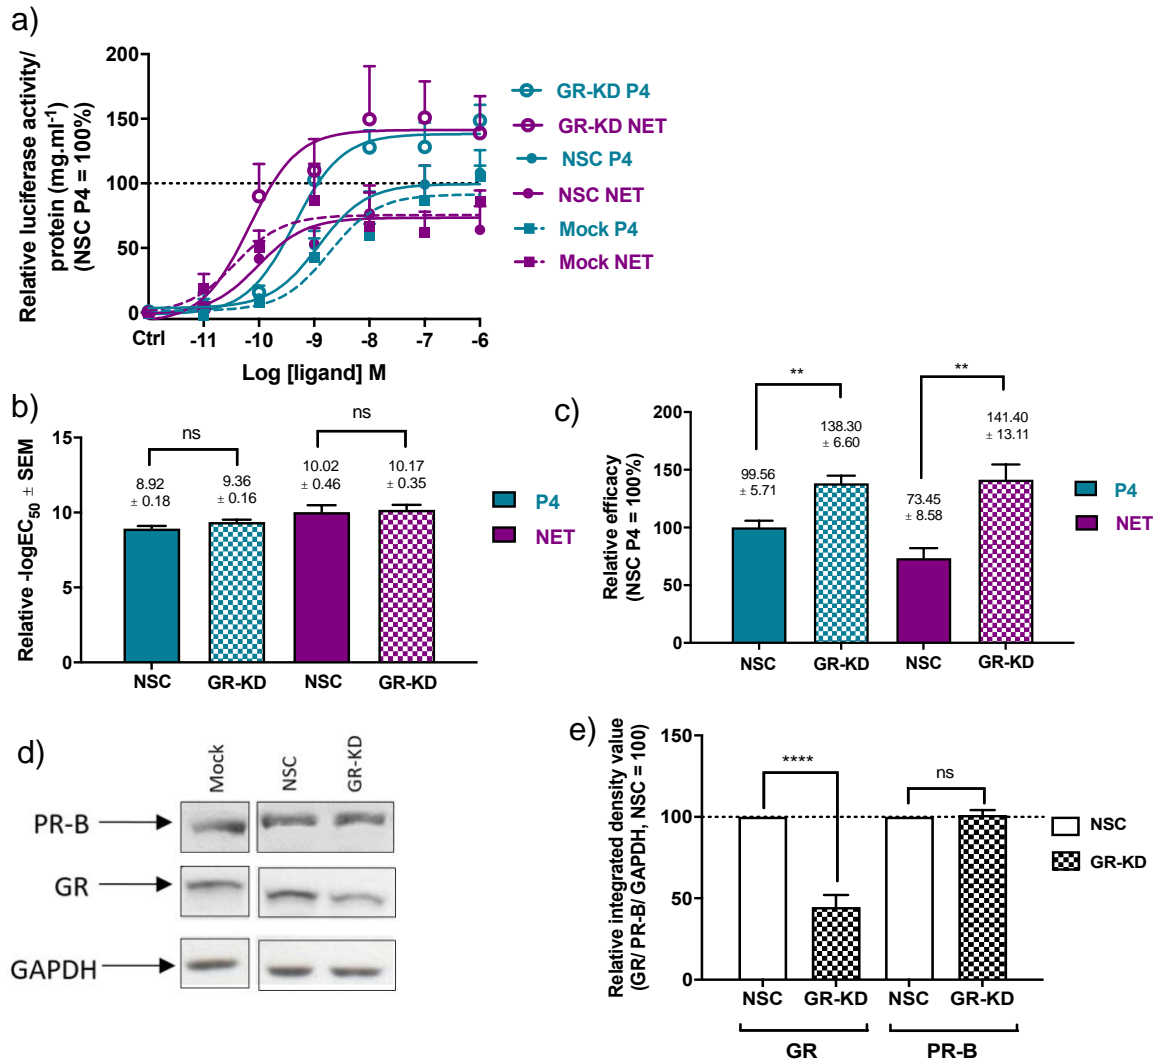 a)
Relative luciferase activity/
protein (mg.ml⁻¹)
(NSC P4 = 100%)
200
150
100
50
0
Ctrl
-11
-10
-9
-8
-7
-6
Log [ligand] M
GR-KD P4
GR-KD NET
NSC P4
NSC NET
Mock P4
Mock NET
b)
Relative -logEC₅₀ ± SEM
15
10
5
0
ns
ns
8.92
± 0.18
9.36
± 0.16
10.02
± 0.46
10.17
± 0.35
NSC
GR-KD
NSC
GR-KD
P4
NET
c)
Relative efficacy
(NSC P4 = 100%)
200
150
100
50
0
**
**
99.56
± 5.71
138.30
± 6.60
73.45
± 8.58
141.40
± 13.11
NSC
GR-KD
NSC
GR-KD
P4
NET
d)
Mock
NSC
GR-KD
PR-B
GR
GAPDH
e)
Relative integrated density value
(GR/ PR-B/ GAPDH, NSC = 100)
150
100
50
0
****
ns
NSC
GR-KD
NSC
GR-KD
GR
PR-B
NSC
GR-KD